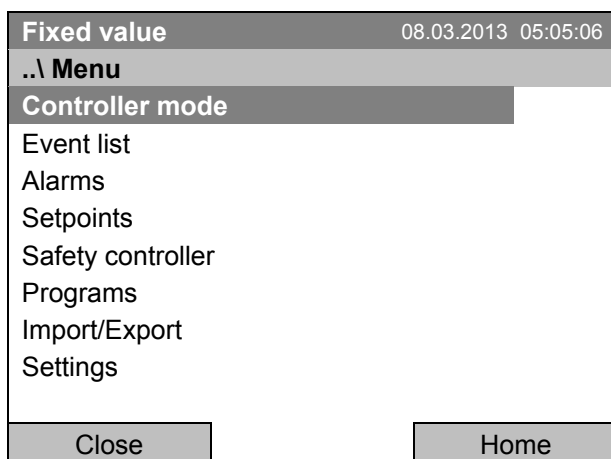 Fixed value 08.03.2013 05:05:06
..\ Menu
Controller mode
Event list
Alarms
Setpoints
Safety controller
Programs
Import/Export
Settings
Close Home